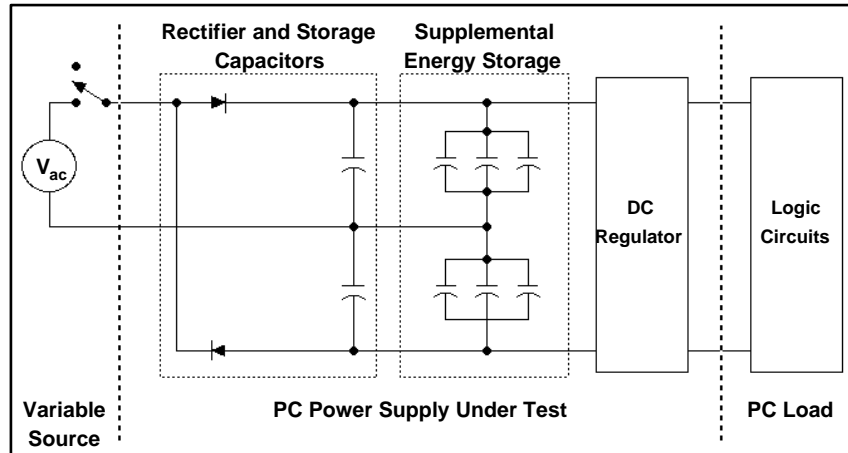 Rectifier and Storage
Capacitors
Supplemental
Energy Storage
Vac
DC
Regulator
Logic
Circuits
Variable
Source
PC Power Supply Under Test
PC Load